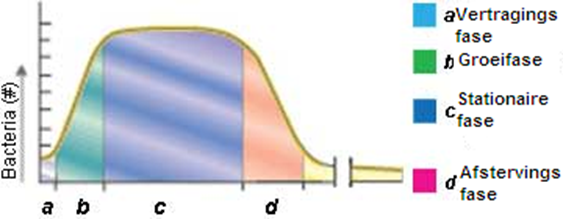 Bacteria (#)
a b c d
a Vertragings
fase
b Groeifase
c Stationaire
fase
d Afstervings
fase